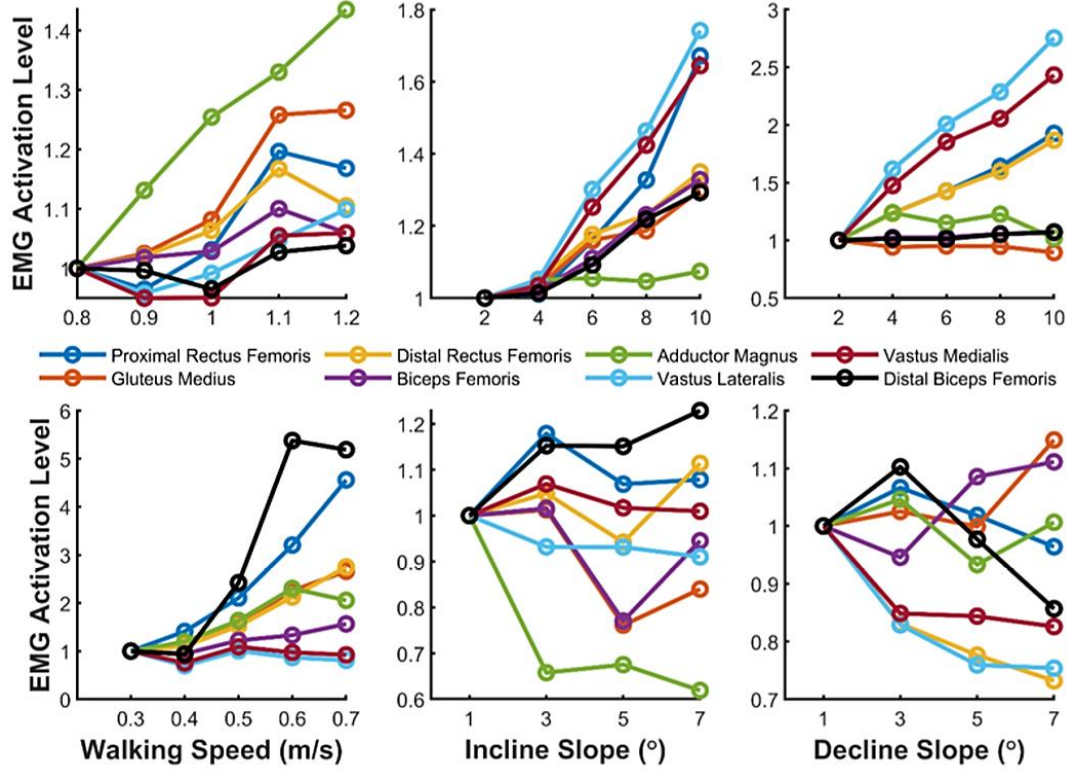 EMG Activation Level
1.4
1.3
1.2
1.1
1
0.8 0.9 1 1.1 1.2
1.8
1.6
1.4
1.2
1
2 4 6 8 10
3
2.5
2
1.5
1
0.5
2 4 6 8 10
Proximal Rectus Femoris Distal Rectus Femoris Adductor Magnus Vastus Medialis
Gluteus Medius Biceps Femoris Vastus Lateralis Distal Biceps Femoris
EMG Activation Level
6
5
4
3
2
1
0
0.3 0.4 0.5 0.6 0.7
Walking Speed (m/s)
1.2
1.1
1
0.9
0.8
0.7
0.6
1 3 5 7
Incline Slope (°)
1.2
1.1
1
0.9
0.8
0.7
1 3 5 7
Decline Slope (°)